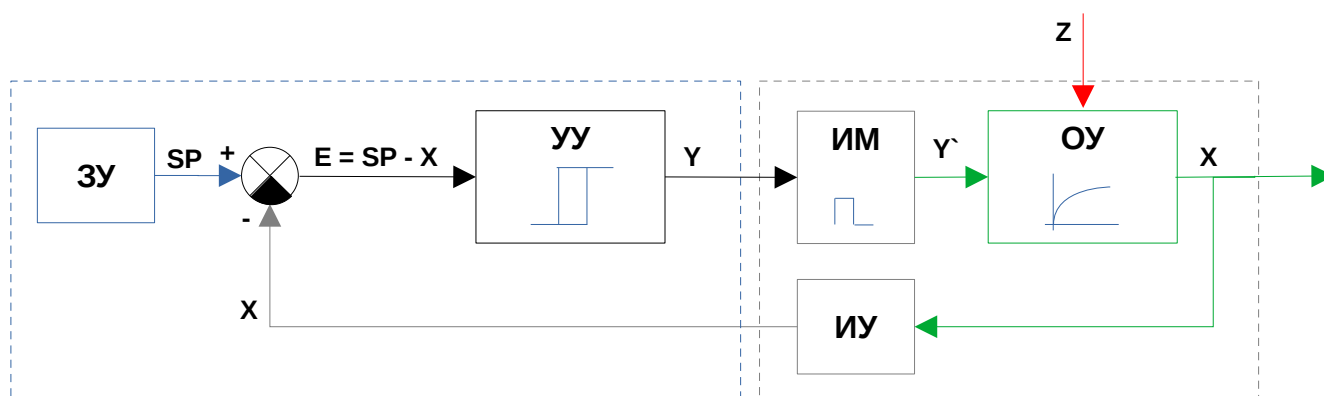 Z
ЗУ
SP
+
-
E = SP - X
УУ
Y
ИМ
Y`
ОУ
X
X
ИУ